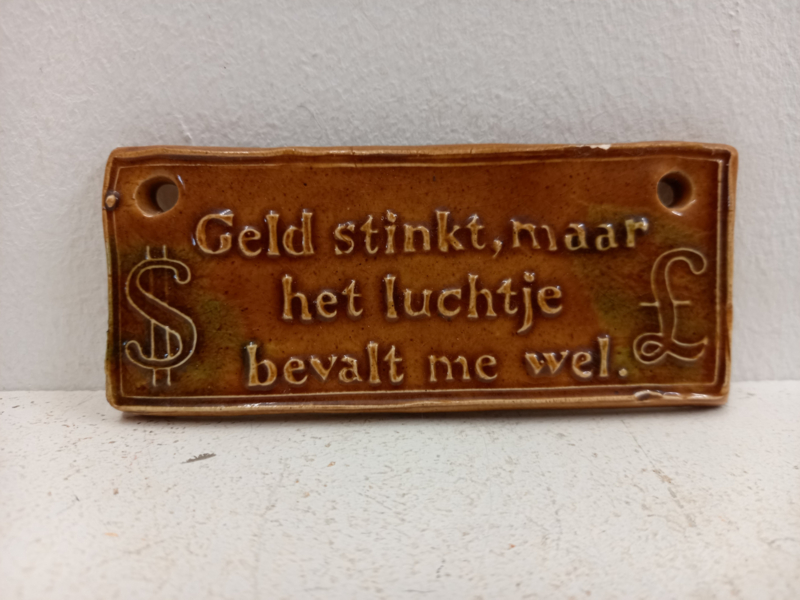 Geld stinkt, maar
$ het luchtje £
bevalt me wel.